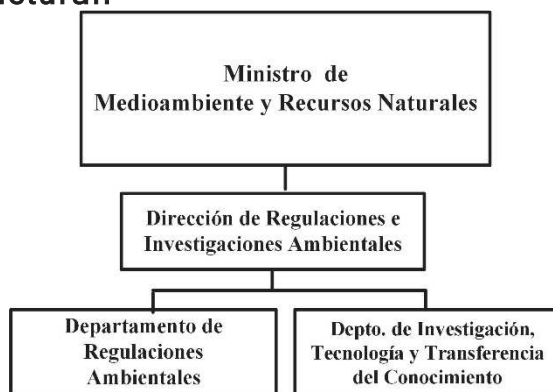 Ministro de
Medioambiente y Recursos Naturales
Dirección de Regulaciones e
Investigaciones Ambientales
Departamento de
Regulaciones
Ambientales
Depto. de Investigación,
Tecnología y Transferencia
del Conocimiento